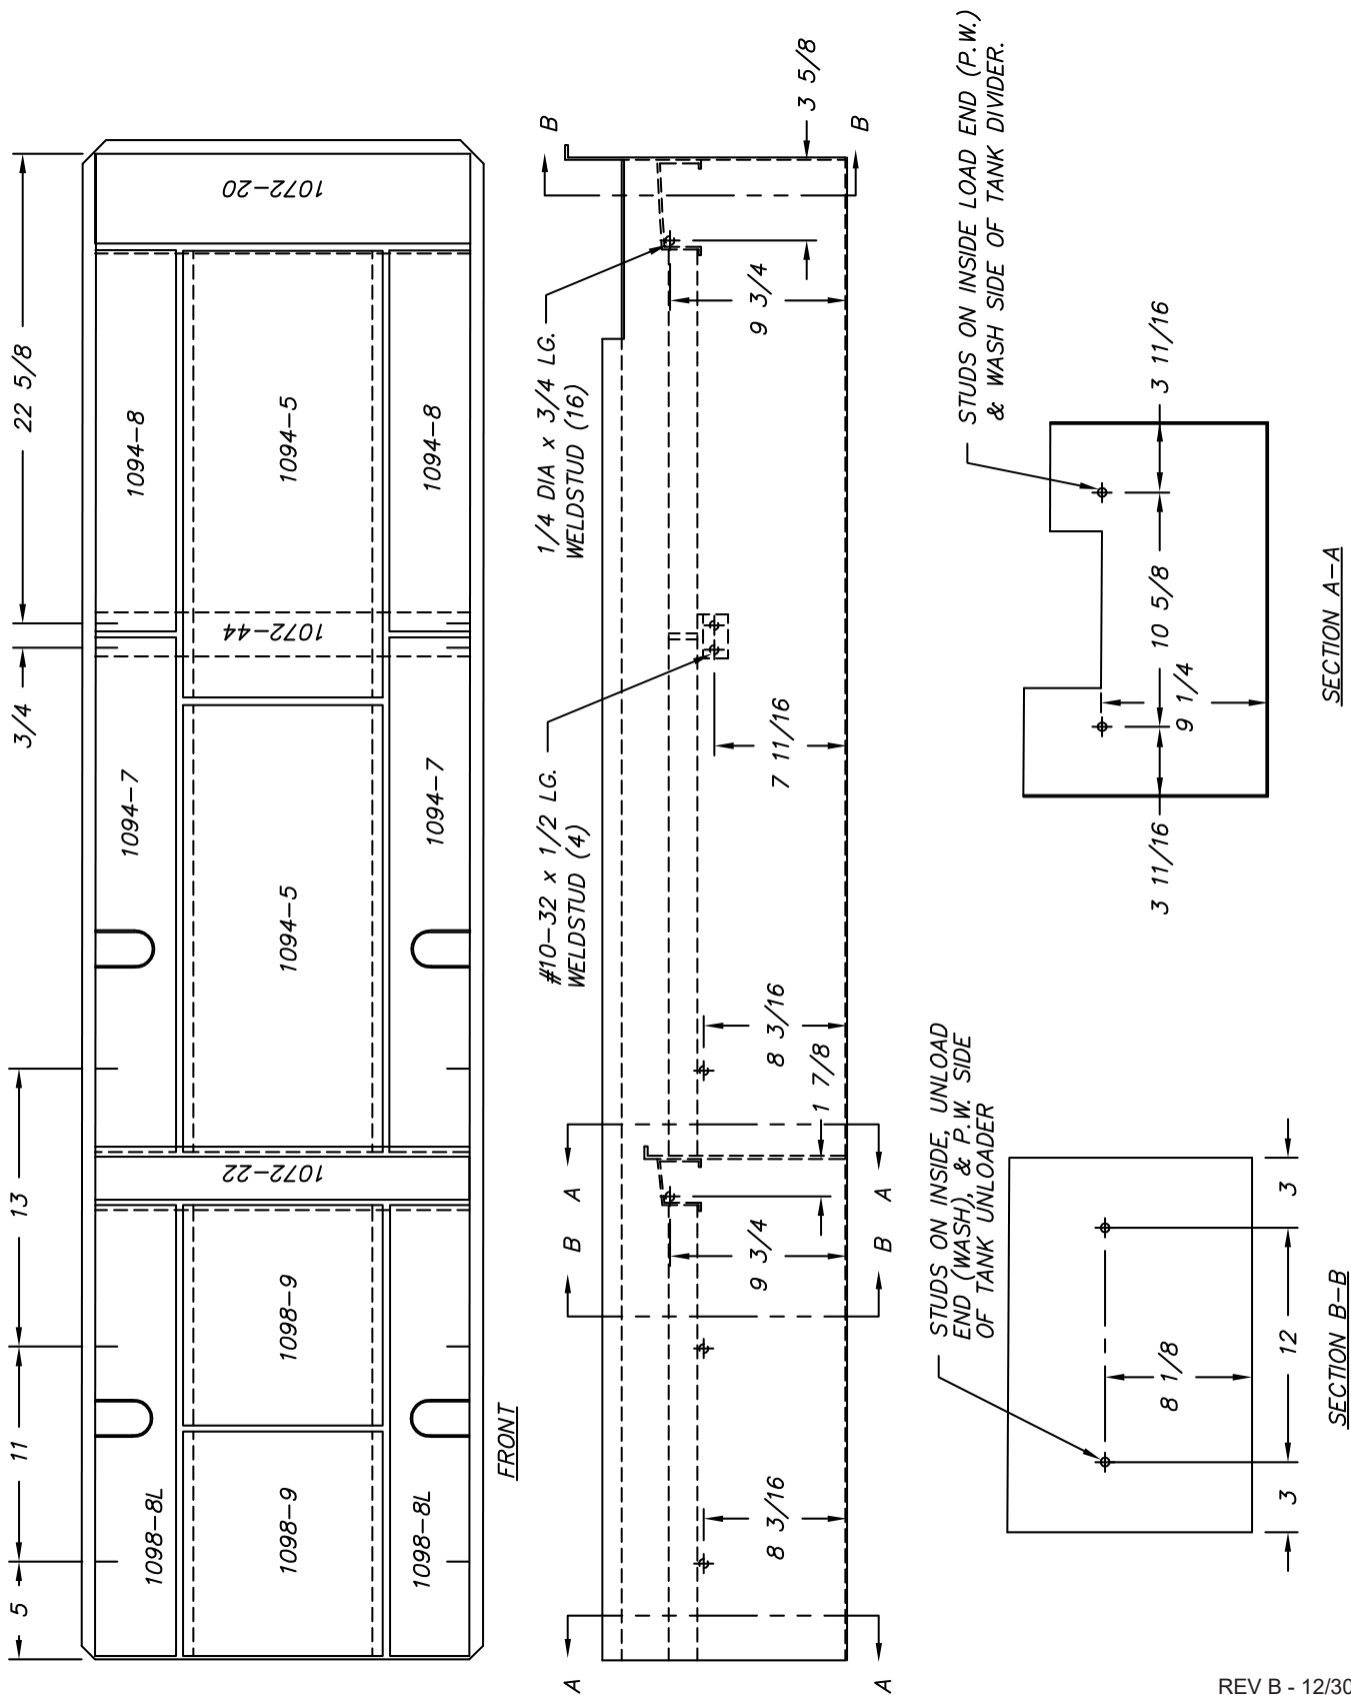 5
11
13
3/4
22 5/8
1098-8L
1098-9
1098-8L
1098-9
1072-22
1094-7
1094-5
1094-7
1072-44
1094-8
1094-5
1094-8
1072-20
FRONT
#10-32 x 1/2 LG.
WELDSTUD (4)
1/4 DIA x 3/4 LG.
WELDSTUD (16)
A
A
B
B
A
A
B
B
8 3/16
9 3/4
1 7/8
8 3/16
7 11/16
9 3/4
3 5/8
STUDS ON INSIDE, UNLOAD
END (WASH), & P.W. SIDE
OF TANK UNLOADER
3
12
3
8 1/8
SECTION B-B
STUDS ON INSIDE LOAD END (P.W.)
& WASH SIDE OF TANK DIVIDER.
3 11/16
10 5/8
3 11/16
9 1/4
SECTION A-A
REV B - 12/30